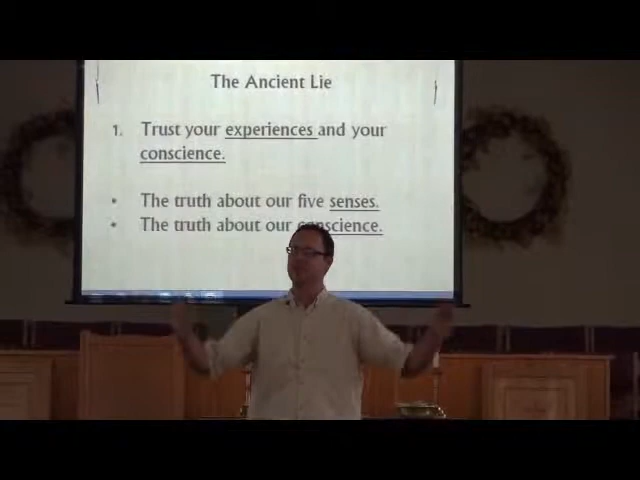 The Ancient Lie
1. Trust your experiences and your
conscience.
• The truth about our five senses.
• The truth about our conscience.